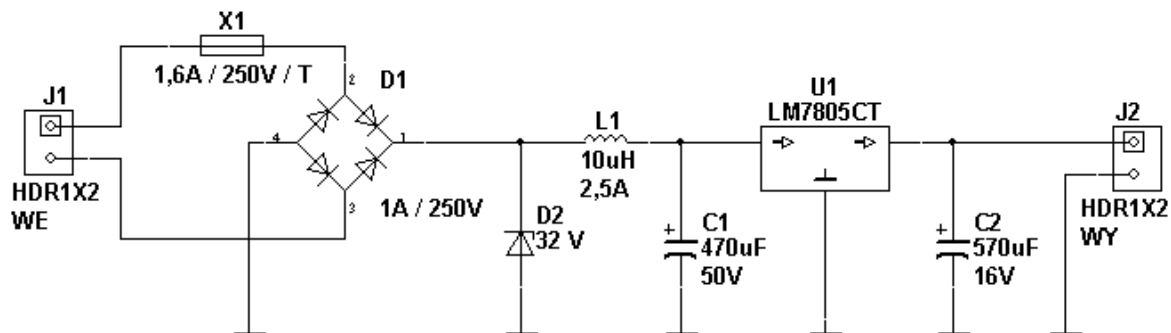 X1
1,6A / 250V / T
J1
HDR1X2
WE
2
D1
4
1
3
1A / 250V
D2
32 V
L1
10uH
2,5A
C1
+
470uF
50V
U1
LM7805CT
C2
+
570uF
16V
J2
HDR1X2
WY